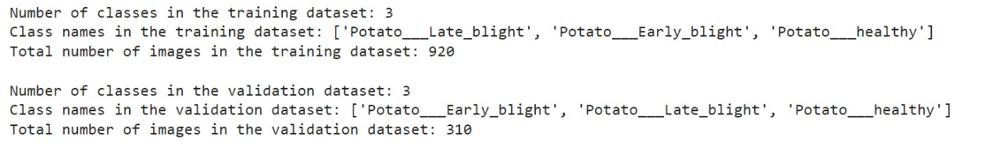 Number of classes in the training dataset: 3
Class names in the training dataset: ['Potato___Late_blight', 'Potato___Early_blight', 'Potato___healthy']
Total number of images in the training dataset: 920
Number of classes in the validation dataset: 3
Class names in the validation dataset: ['Potato___Early_blight', 'Potato___Late_blight', 'Potato___healthy']
Total number of images in the validation dataset: 310